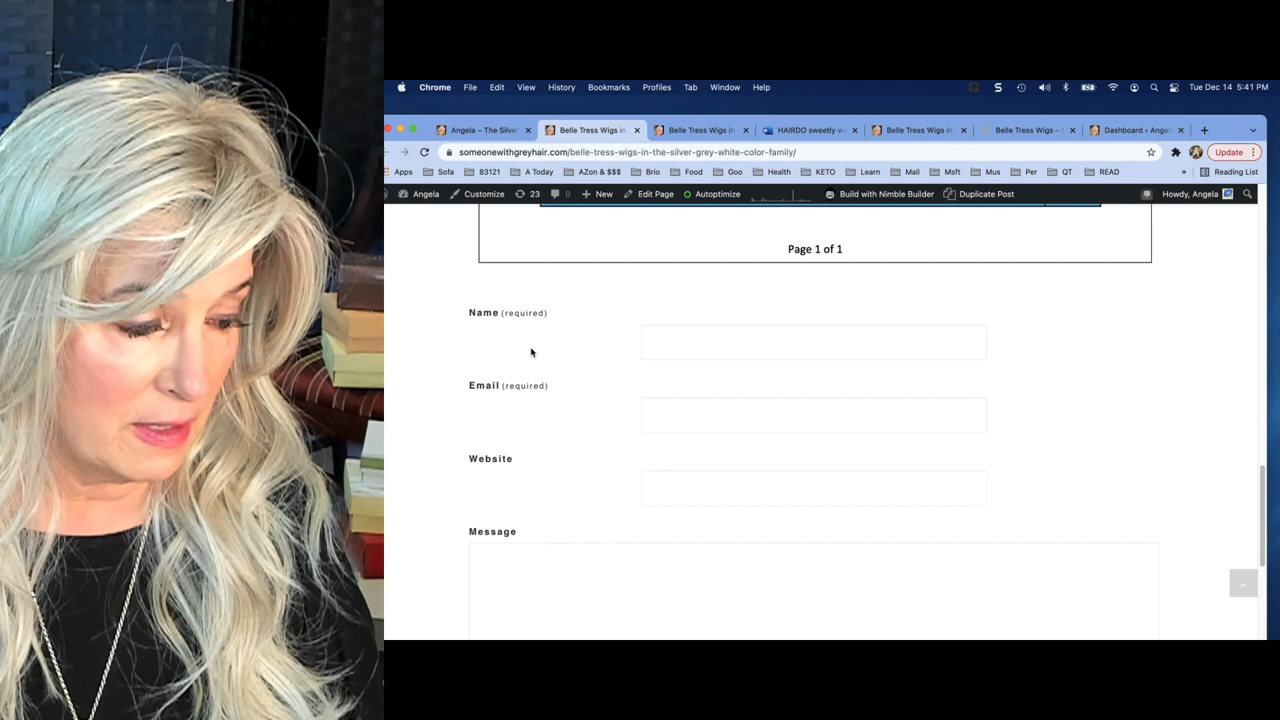 Chrome File Edit View History Bookmarks Profiles Tab Window Help S Tue Dec 14 5:41 PM
Angela – The Silver Belle Tress Wigs in Belle Tress Wigs in HAIRDO sweetly w Belle Tress Wigs in Belle Tress Wigs – Dashboard ‹ Ange
someonewithgreyhair.com/belle-tress-wigs-in-the-silver-grey-white-color-family/ Update
Apps Sofa 83121 A Today AZon & $$$ Brio Food Goo Health KETO Learn Mail Msft Mus Per QT READ » Reading List
Angela Customize 23 0 + New Edit Page Autoptimize Build with Nimble Builder Duplicate Post Howdy, Angela
Page 1 of 1
Name (required)
Email (required)
Website
Message